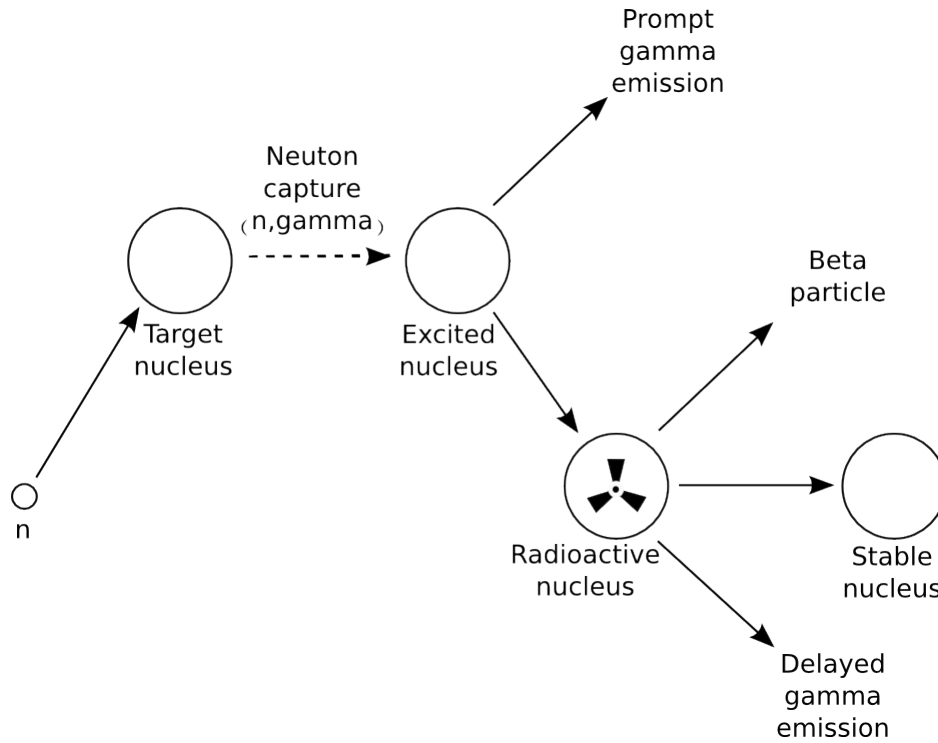 Prompt
gamma
emission
Neuton
capture
(n,gamma)
Target
nucleus
Excited
nucleus
Beta
particle
n
Radioactive
nucleus
Stable
nucleus
Delayed
gamma
emission